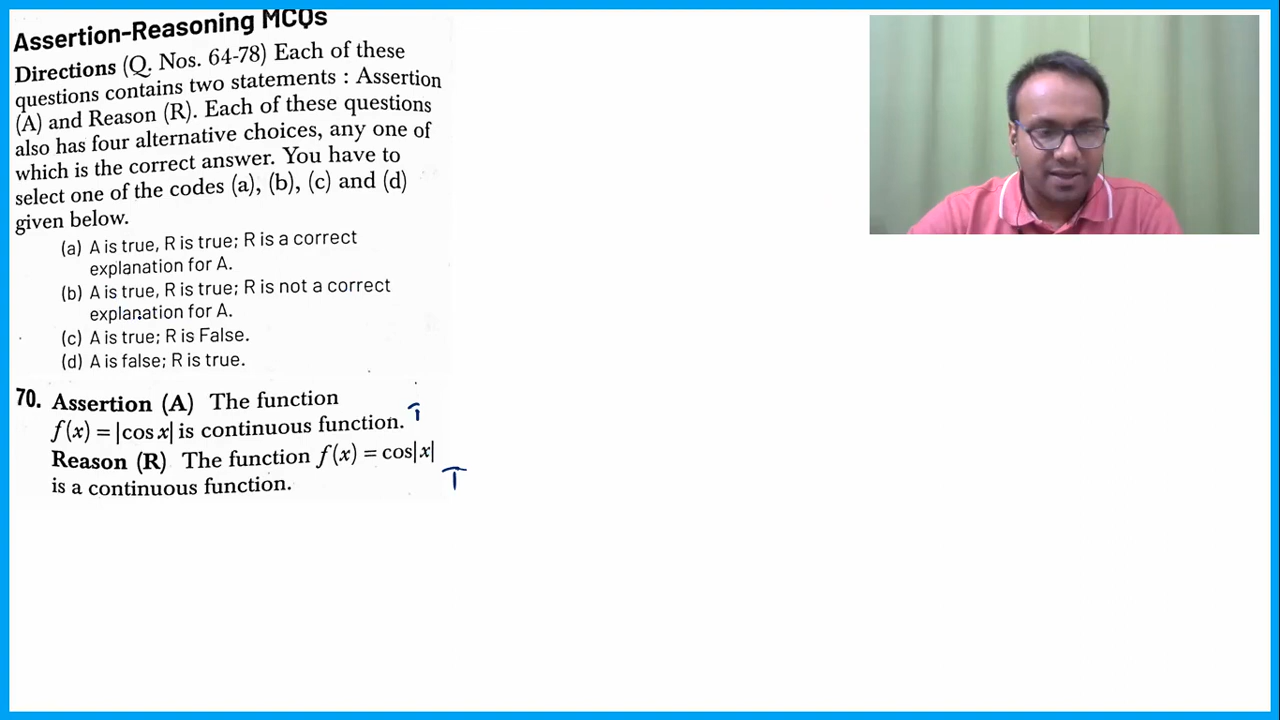 Assertion-Reasoning MCQs
Directions (Q. Nos. 64-78) Each of these
questions contains two statements : Assertion
(A) and Reason (R). Each of these questions
also has four alternative choices, any one of
which is the correct answer. You have to
select one of the codes (a), (b), (c) and (d)
given below.
(a) A is true, R is true; R is a correct
explanation for A.
(b) A is true, R is true; R is not a correct
explanation for A.
(c) A is true; R is False.
(d) A is false; R is true.
70. Assertion (A) The function
f(x) = |cos x| is continuous function. T
Reason (R) The function f(x) = cos|x|
is a continuous function. T